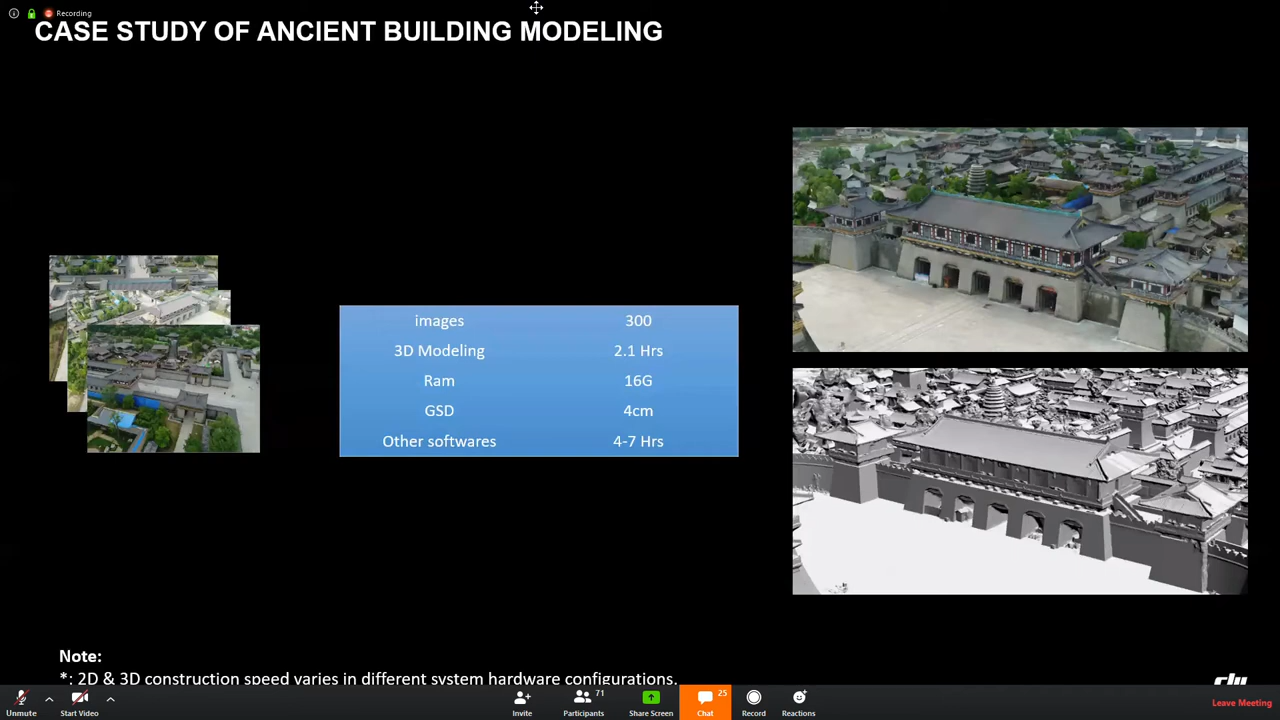 Recording
CASE STUDY OF ANCIENT BUILDING MODELING
images 300
3D Modeling 2.1 Hrs
Ram 16G
GSD 4cm
Other softwares 4-7 Hrs
Note:
*: 2D & 3D construction speed varies in different system hardware configurations.
Unmute
Start Video
Invite
71
Participants
Share Screen
25
Chat
Record
Reactions
Leave Meeting